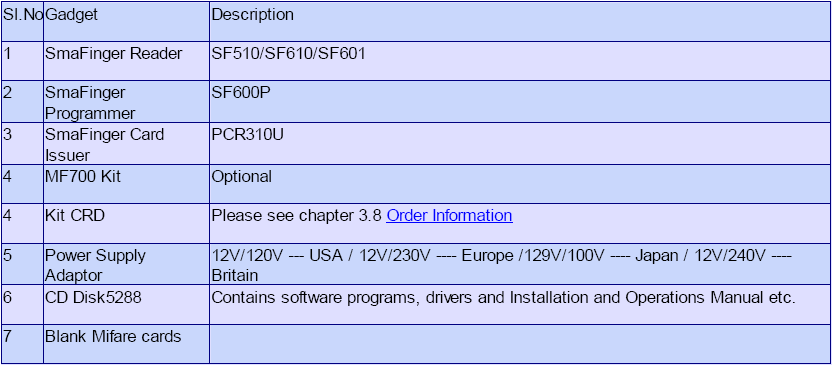 Sl.No Gadget Description
1 SmaFinger Reader SF510/SF610/SF601
2 SmaFinger SF600P
Programmer
3 SmaFinger Card PCR310U
Issuer
4 MF700 Kit Optional
4 Kit CRD Please see chapter 3.8 Order Information
5 Power Supply 12V/120V --- USA / 12V/230V ---- Europe /129V/100V ---- Japan / 12V/240V ----
Adaptor Britain
6 CD Disk5288 Contains software programs, drivers and Installation and Operations Manual etc.
7 Blank Mifare cards